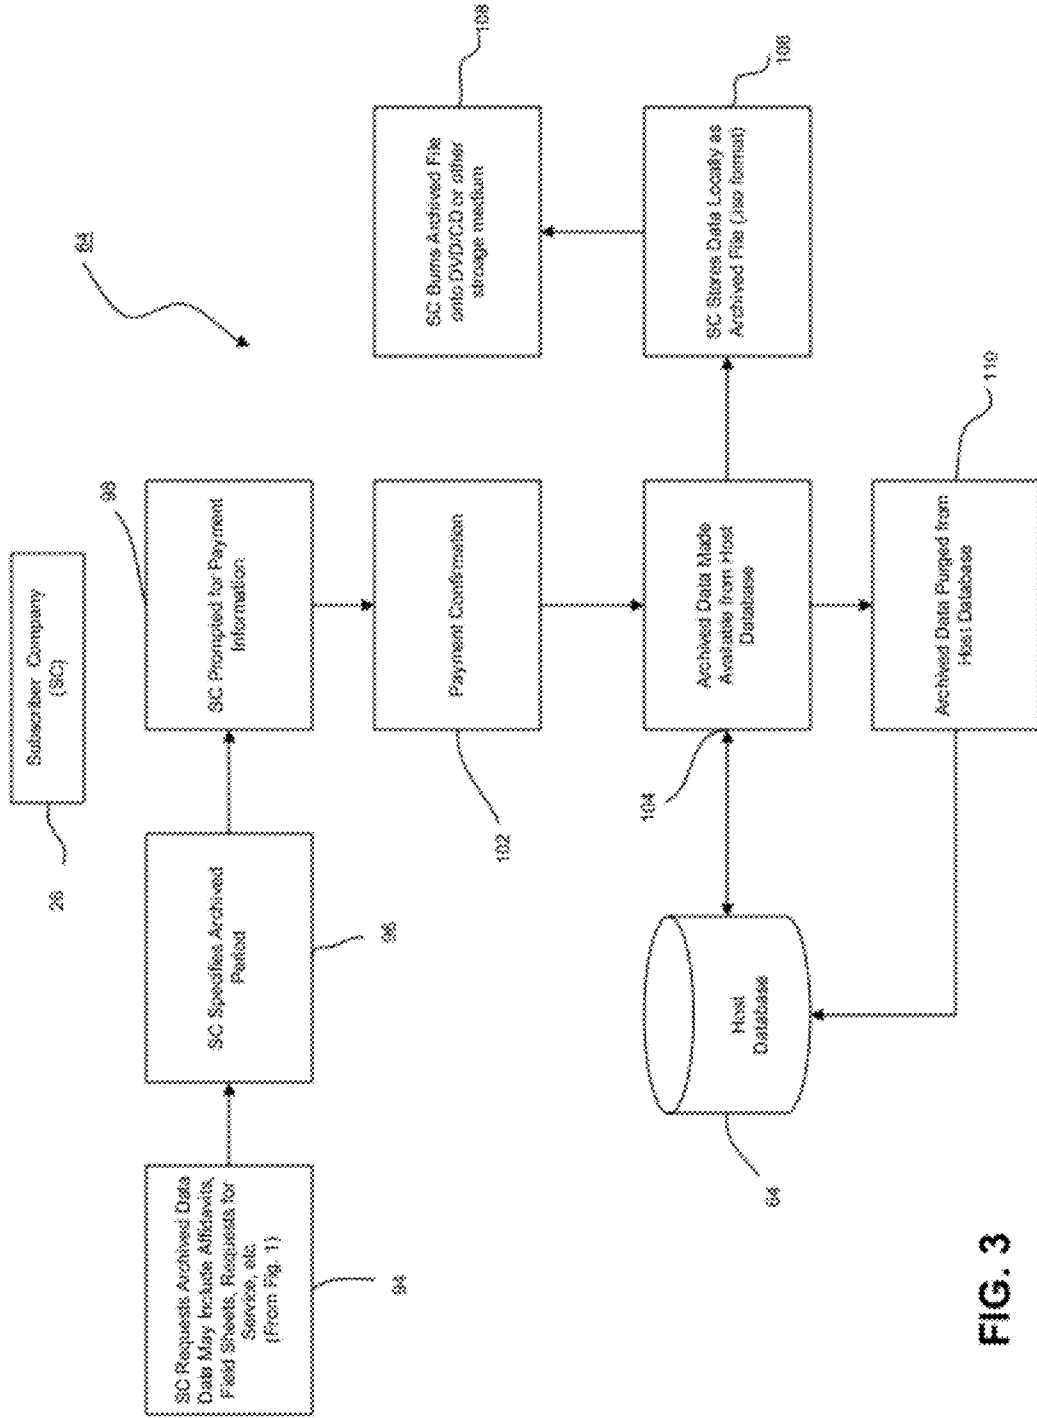 Subscriber Company
(SC)
SC Requests Archived Data
Data May Include Affidavits,
Field Sheets, Requests for
Service, etc.
(From Fig. 1)
94
SC Specifies Archived
Period
96
SC Prompted for Payment
Information
98
Payment Confirmation
102
Archived Data Made
Available from Host
Database
104
Host
Database
64
SC Stores Data Locally as
Archived File (.iso format)
106
SC Burns Archived File
onto DVD/CD or other
stroage medium
108
Archived Data Purged from
Host Database
110
FIG. 3